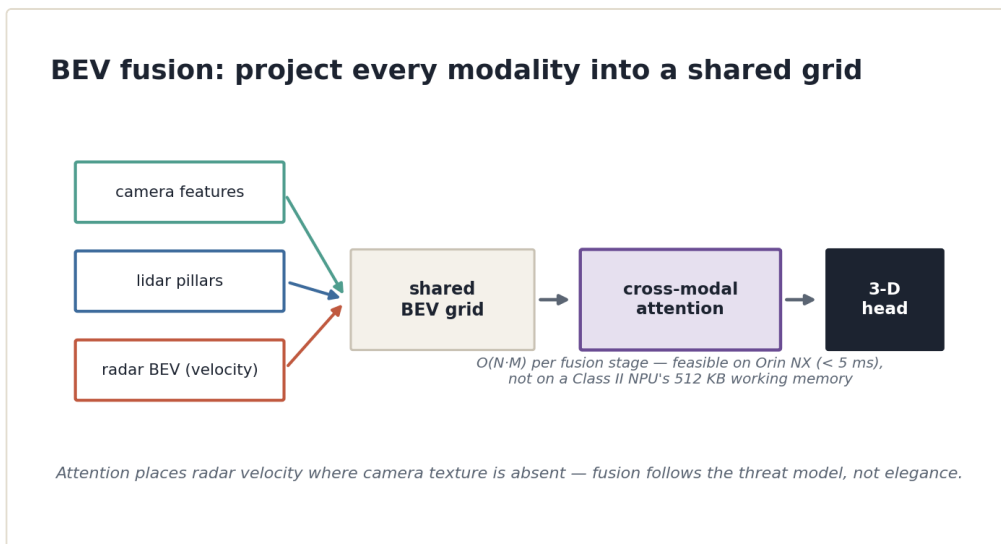 BEV fusion: project every modality into a shared grid
camera features
lidar pillars
radar BEV (velocity)
shared
BEV grid
cross-modal
attention
3-D
head
O(N·M) per fusion stage — feasible on Orin NX (< 5 ms),
not on a Class II NPU's 512 KB working memory
Attention places radar velocity where camera texture is absent — fusion follows the threat model, not elegance.